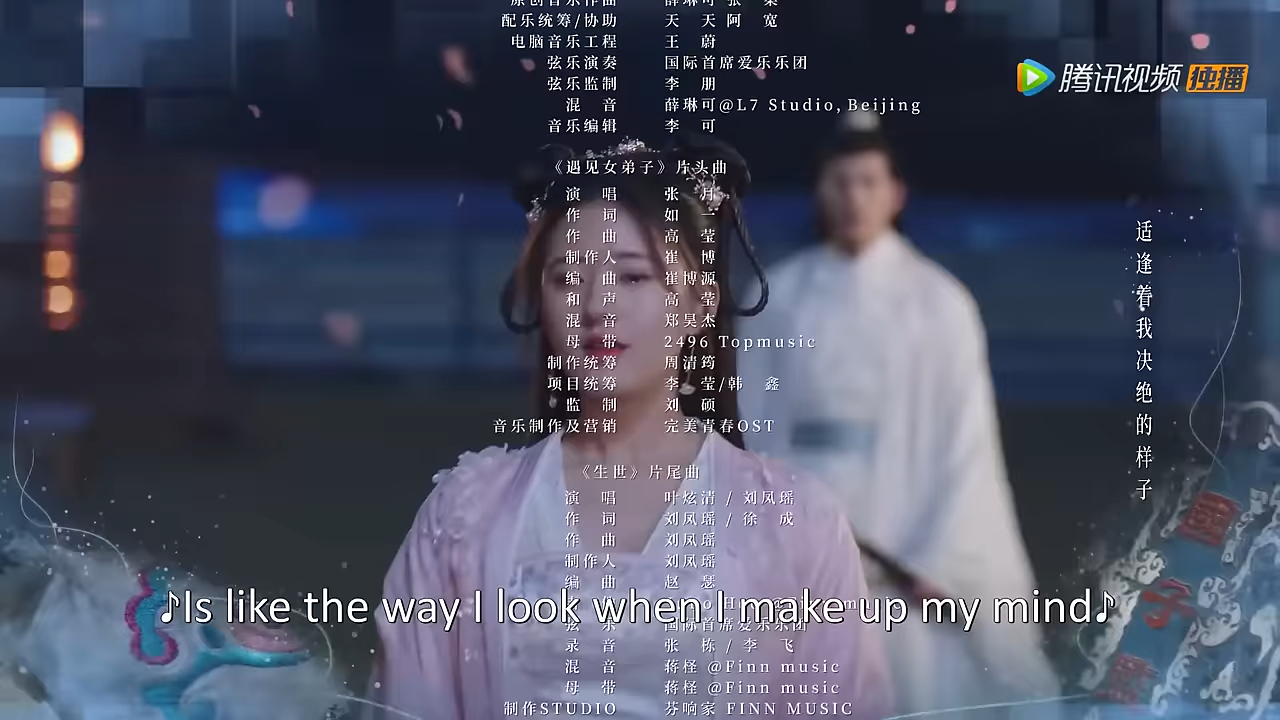 配乐统筹/协助 天天 阿宽
电脑音乐工程 王蔚
弦乐演奏 国际首席爱乐乐团
弦乐监制 李朋
混音 薛琳可@L7 Studio,Beijing
音乐编辑 李可
《遇见女弟子》片头曲
演唱 张月
作词 如一
作曲 高莹
制作人 崔博
编曲 崔博源
和声 高莹
混音 郑昊杰
母带 2496 Topmusic
制作统筹 周清筠
项目统筹 李莹/韩鑫
监制 刘硕
音乐制作及营销 完美青春OST
《生世》片尾曲
演唱 叶炫清 / 刘凤瑶
作词 刘凤瑶 / 徐成
作曲 刘凤瑶
制作人 刘凤瑶
编曲 赵瑟
♪Is like the way I look when I make up my mind♪
弦乐 国际首席爱乐乐团
录音 张栋 / 李飞
混音 蒋怪 @Finn music
母带 蒋怪 @Finn music
制作STUDIO 芬响家 FINN MUSIC
腾讯视频 独播
适逢着我决绝的样子
國子監